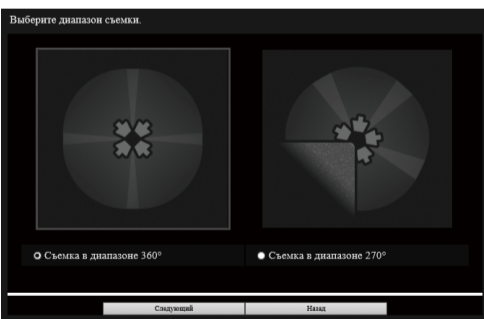 Выберите диапазон съемки.
Съемка в диапазоне 360°
Съемка в диапазоне 270°
Следующий
Назад